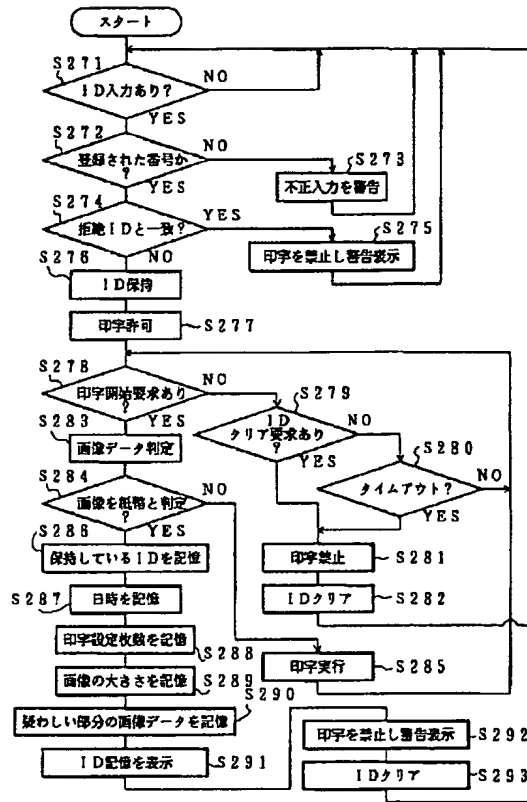 スタート
S271
ID入力あり?
NO
YES
S272
登録された番号か
?
NO
YES
S273
不正入力を警告
S274
拒絶IDと一致?
YES
NO
S275
印字を禁止し警告表示
S276
ID保持
印字許可
S277
S278
印字開始要求あり
?
NO
YES
S279
ID
クリア要求あり
?
NO
YES
S280
タイムアウト?
NO
YES
S283
画像データ判定
S284
画像を紙幣と判定
?
NO
YES
印字禁止
S281
IDクリア
S282
S286
保持しているIDを記憶
S287
日時を記憶
印字設定枚数を記憶
S288
印字実行
S285
画像の大きさを記憶
S289
S290
疑わしい部分の画像データを記憶
ID記憶を表示
S291
印字を禁止し警告表示
S292
IDクリア
S293